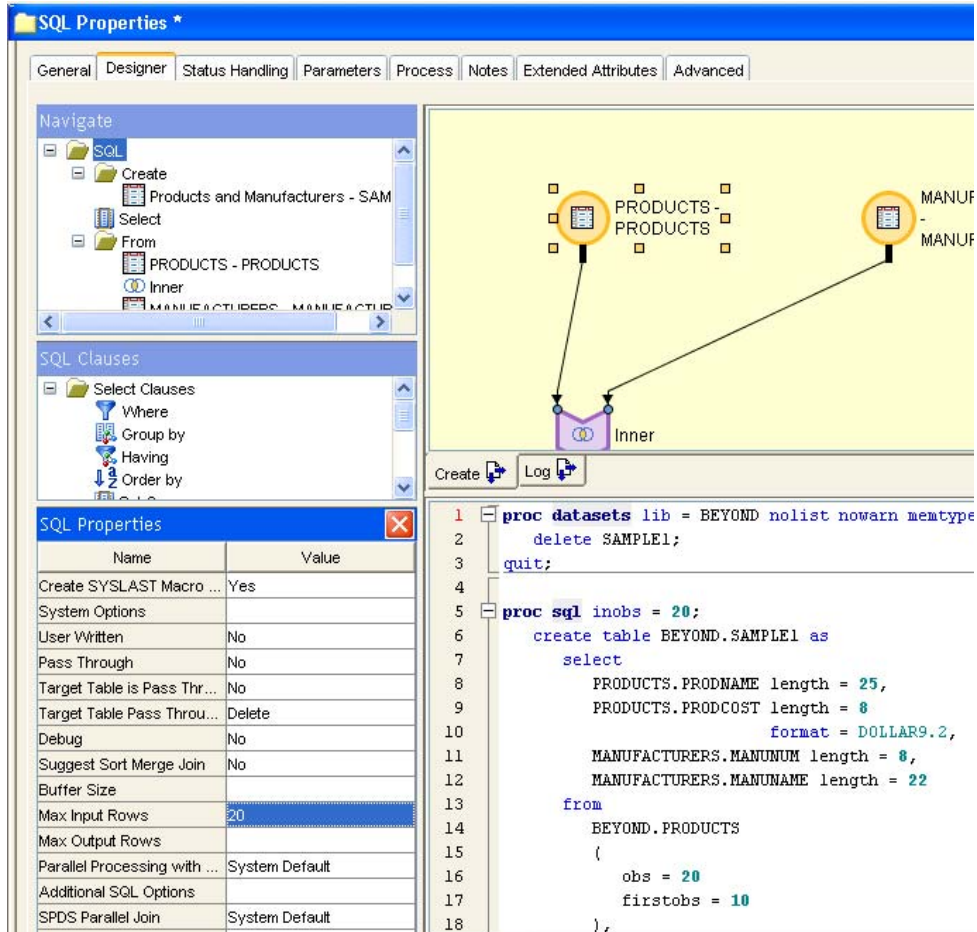 SQL Properties *
General Designer Status Handling Parameters Process Notes Extended Attributes Advanced
Navigate
SQL
Create
Products and Manufacturers - SAM
Select
From
PRODUCTS - PRODUCTS
Inner
MANUFACTURERS - MANUFACTUR
SQL Clauses
Select Clauses
Where
Group by
Having
Order by
SQL Properties
Name Value
Create SYSLAST Macro ... Yes
System Options
User Written No
Pass Through No
Target Table is Pass Thr... No
Target Table Pass Throu... Delete
Debug No
Suggest Sort Merge Join No
Buffer Size
Max Input Rows 20
Max Output Rows
Parallel Processing with ... System Default
Additional SQL Options
SPDS Parallel Join System Default
PRODUCTS -
PRODUCTS
MANUF
-
MANUF
Inner
Create Log
1 proc datasets lib = BEYOND nolist nowarn memtype
2 delete SAMPLE1;
3 quit;
4
5 proc sql inobs = 20;
6 create table BEYOND.SAMPLE1 as
7 select
8 PRODUCTS.PRODNAME length = 25,
9 PRODUCTS.PRODCOST length = 8
10 format = DOLLAR9.2,
11 MANUFACTURERS.MANUNUM length = 8,
12 MANUFACTURERS.MANUNAME length = 22
13 from
14 BEYOND.PRODUCTS
15 (
16 obs = 20
17 firstobs = 10
18 ),